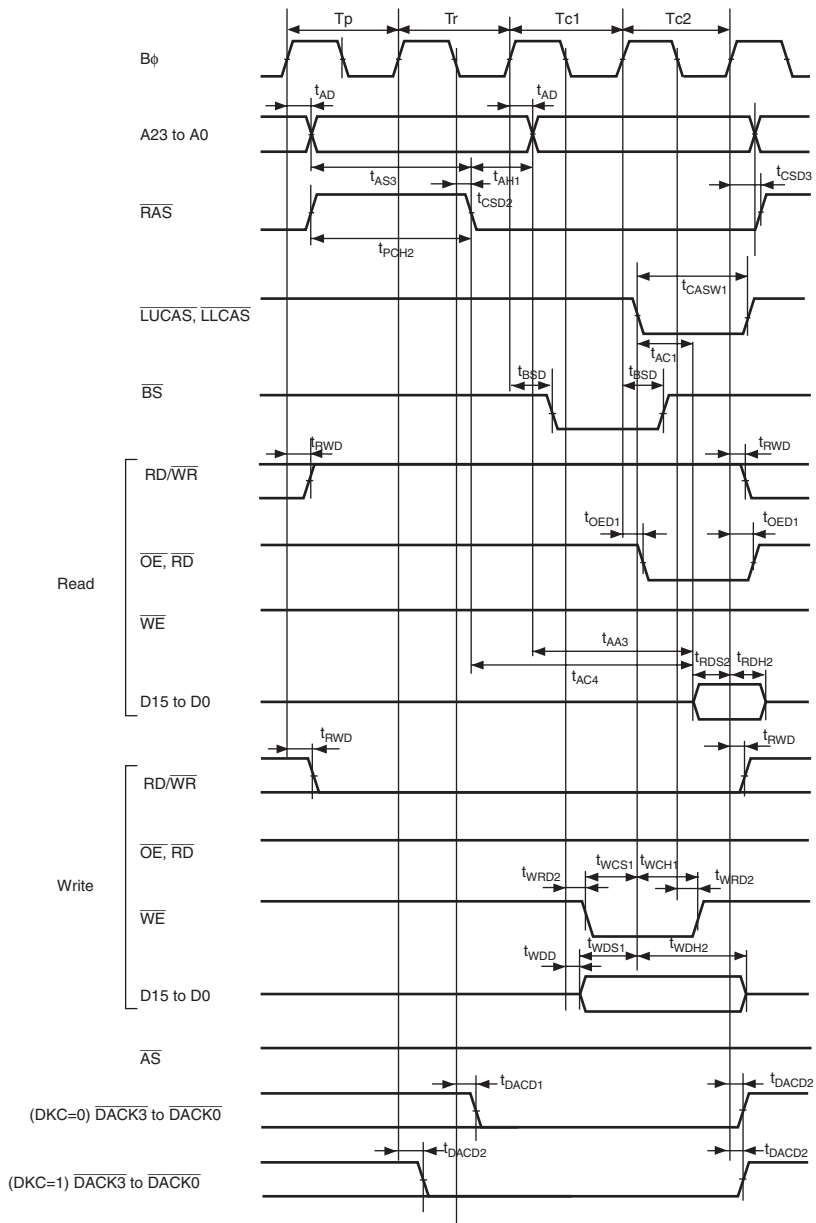 Tp Tr Tc1 Tc2
Bφ
tAD tAD
A23 to A0
tAS3 tAH1 tCSD3
tCSD2
RAS
tPCH2
tCASW1
LUCAS, LLCAS
tAC1
tBSD tBSD
BS
tRWD tRWD
RD/WR
tOED1 tOED1
OE, RD
Read
WE
tAA3
tRDS2 tRDH2
tAC4
D15 to D0
tRWD tRWD
RD/WR
OE, RD
tWCS1 tWCH1
tWRD2 tWRD2
Write
WE
tWDS1 tWDH2
tWDD
D15 to D0
AS
tDACD1 tDACD2
(DKC=0) DACK3 to DACK0
tDACD2 tDACD2
(DKC=1) DACK3 to DACK0